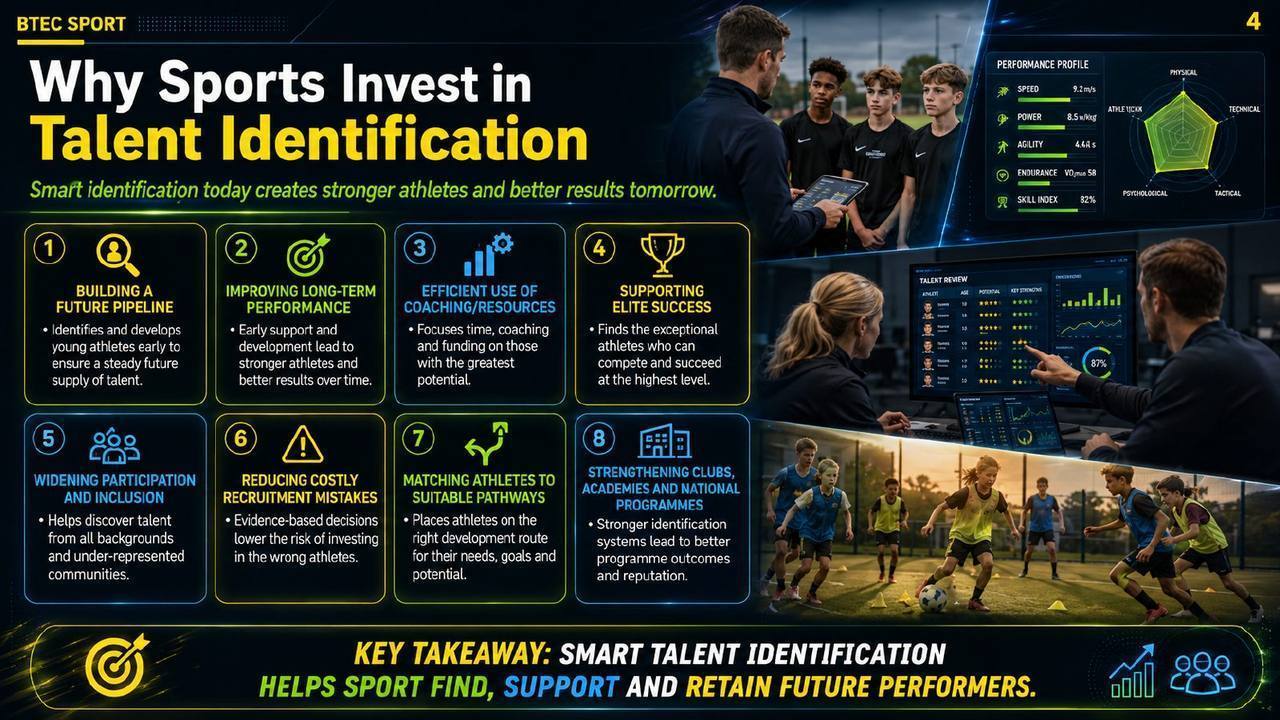 BTEC SPORT
4
Why Sports Invest in
Talent Identification
Smart identification today creates stronger athletes and better results tomorrow.
1
BUILDING A
FUTURE PIPELINE
• Identifies and develops
young athletes early to
ensure a steady future
supply of talent.
2
IMPROVING LONG-TERM
PERFORMANCE
• Early support and
development lead to
stronger athletes and
better results over time.
3
EFFICIENT USE OF
COACHING/RESOURCES
• Focuses time, coaching
and funding on those
with the greatest
potential.
4
SUPPORTING
ELITE SUCCESS
• Finds the exceptional
athletes who can
compete and succeed
at the highest level.
5
WIDENING PARTICIPATION
AND INCLUSION
• Helps discover talent
from all backgrounds
and under-represented
communities.
6
REDUCING COSTLY
RECRUITMENT MISTAKES
• Evidence-based decisions
lower the risk of investing
in the wrong athletes.
7
MATCHING ATHLETES TO
SUITABLE PATHWAYS
• Places athletes on the
right development route
for their needs, goals and
potential.
8
STRENGTHENING CLUBS,
ACADEMIES AND NATIONAL
PROGRAMMES
• Stronger identification
systems lead to better
programme outcomes
and reputation.
PERFORMANCE PROFILE
SPEED 9.2 m/s
POWER 8.5
AGILITY
ENDURANCE 58
SKILL INDEX 82%
PHYSICAL
TECHNICAL
TACTICAL
PSYCHOLOGICAL
TALENT REVIEW
ATHLETE AGE POTENTIAL KEY STRENGTHS
87%
KEY TAKEAWAY: SMART TALENT IDENTIFICATION
HELPS SPORT FIND, SUPPORT AND RETAIN FUTURE PERFORMERS.